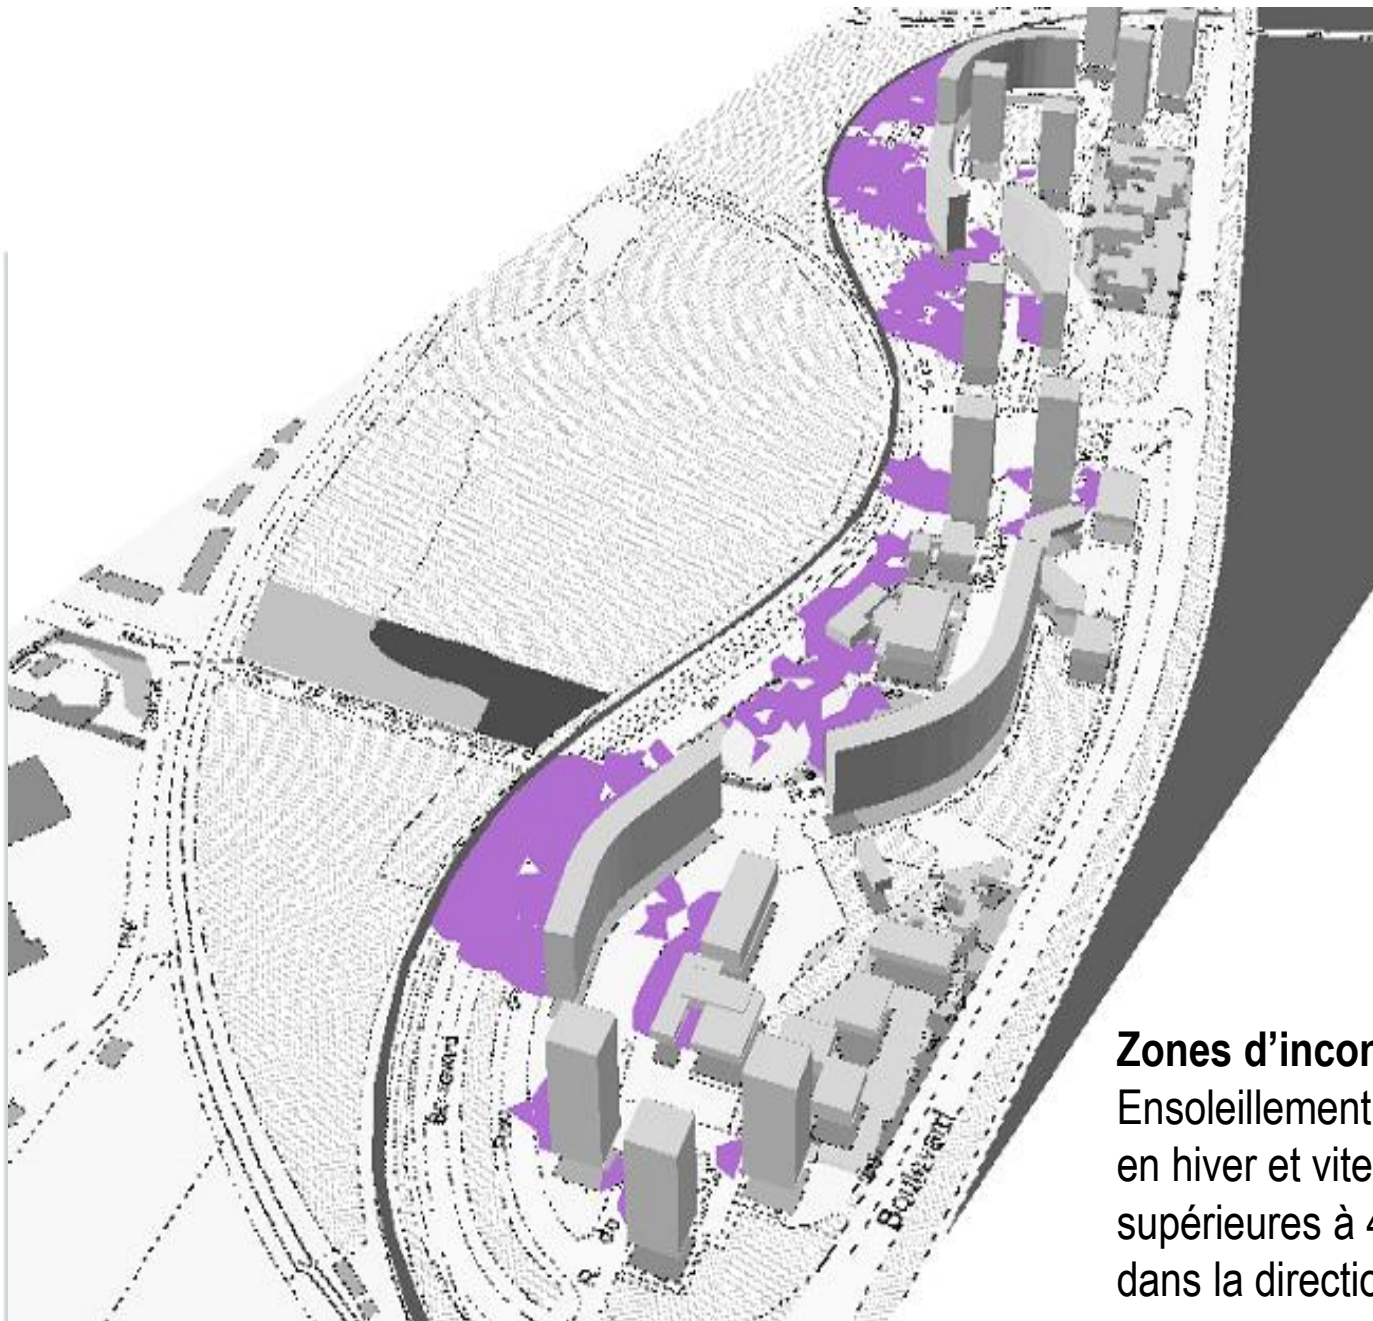 Boulevard
Zones d’incon
Ensoleillement
en hiver et vite
supérieures à 4
dans la directio